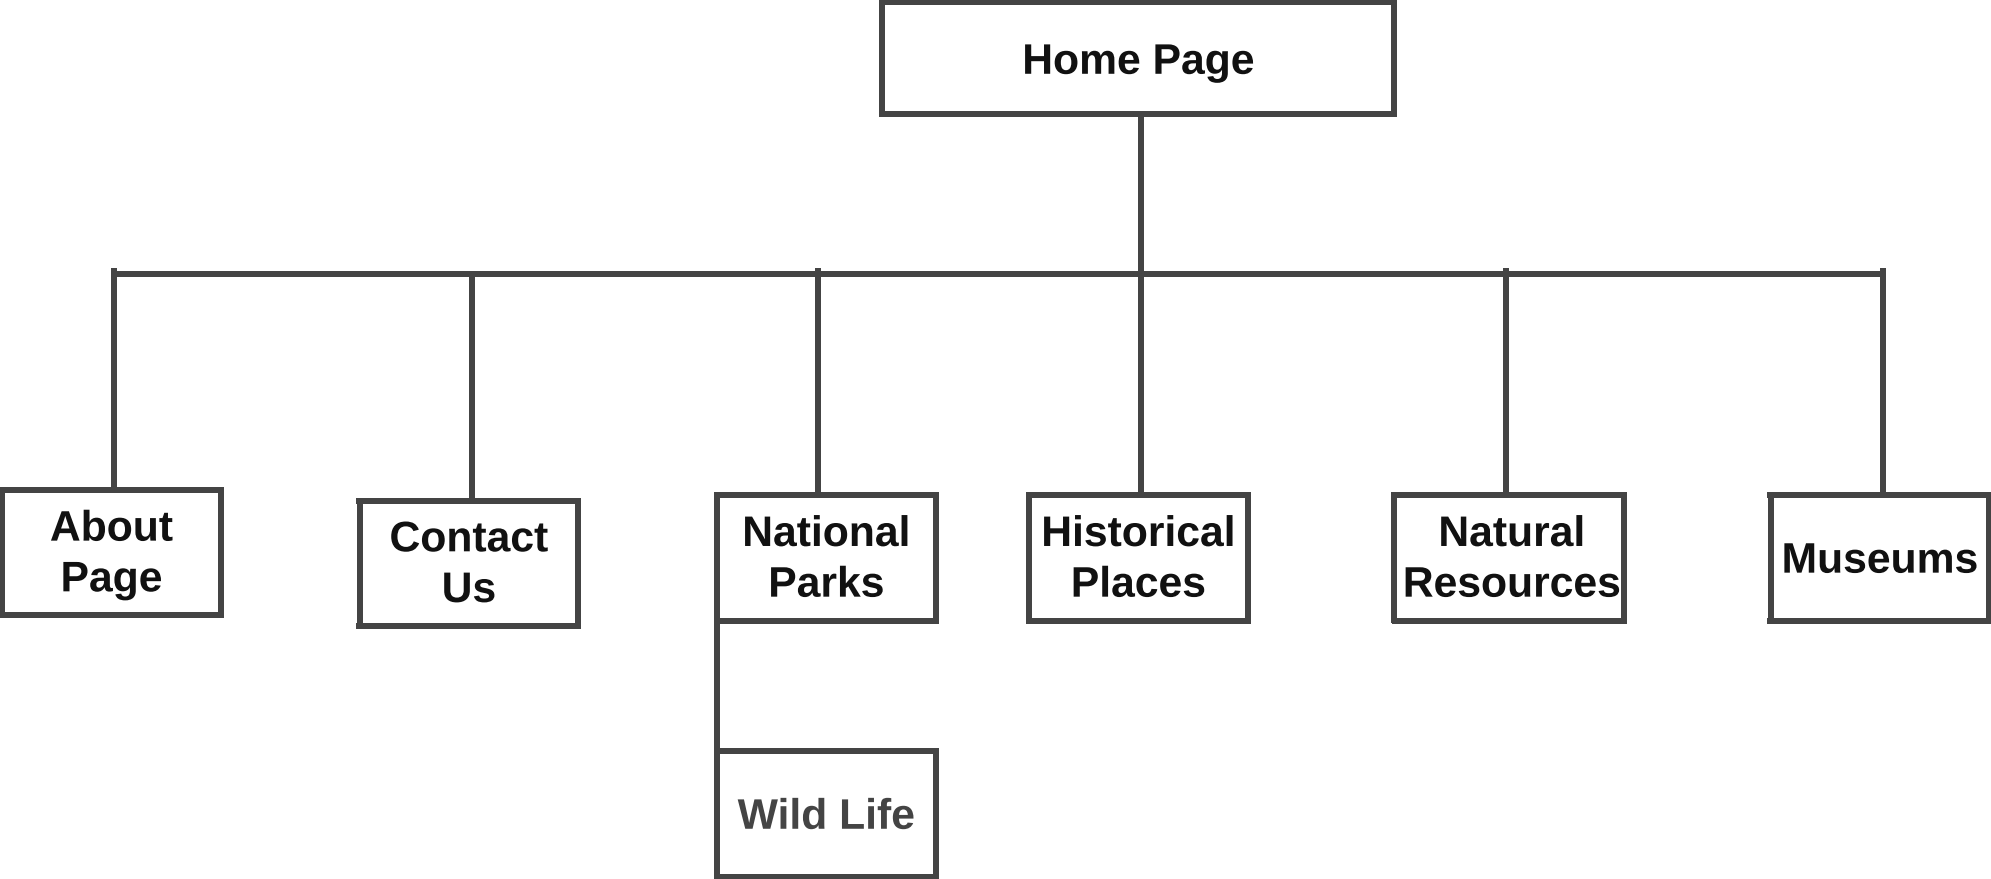 Home Page
About
Page
Contact
Us
National
Parks
Historical
Places
Natural
Resources
Museums
Wild Life